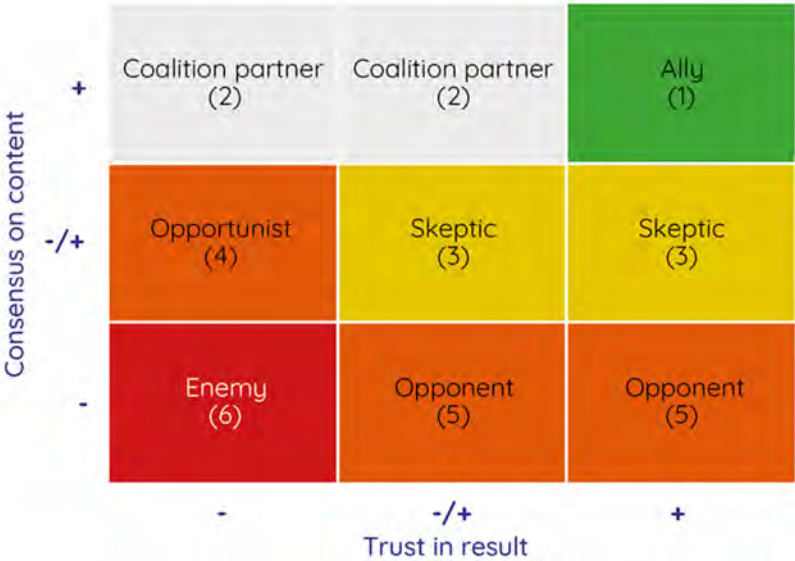 Consensus on content
+
Coalition partner
(2)
Coalition partner
(2)
Ally
(1)
-/+
Opportunist
(4)
Skeptic
(3)
Skeptic
(3)
-
Enemy
(6)
Opponent
(5)
Opponent
(5)
-
-/+
+
Trust in result